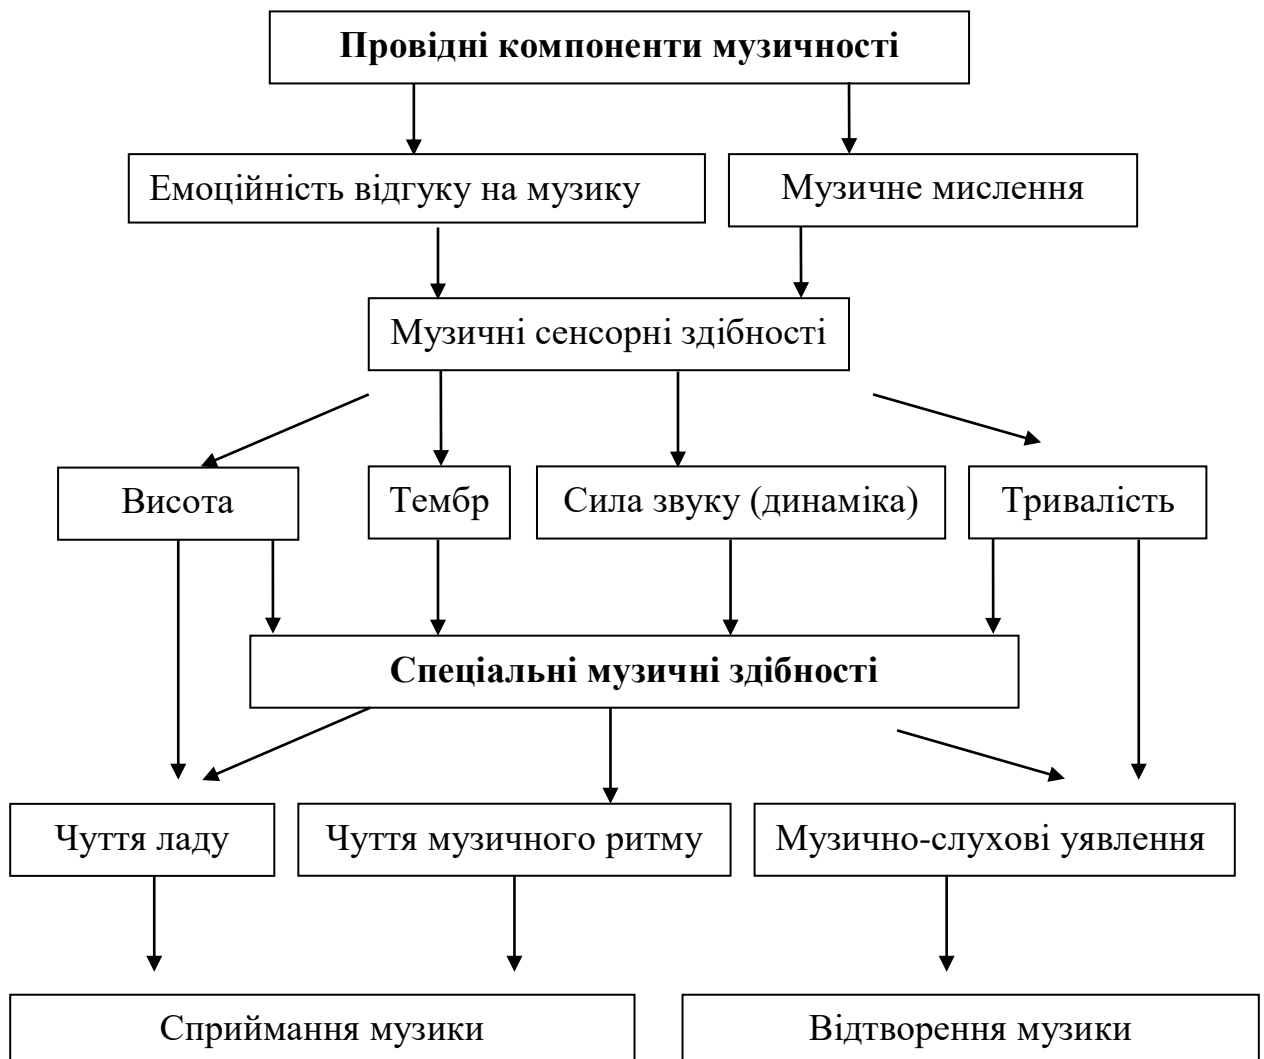 Провідні компоненти музичності
Емоційність відгуку на музику
Музичне мислення
Музичні сенсорні здібності
Висота
Тембр
Сила звуку (динаміка)
Тривалість
Спеціальні музичні здібності
Чуття ладу
Чуття музичного ритму
Музично-слухові уявлення
Сприймання музики
Відтворення музики